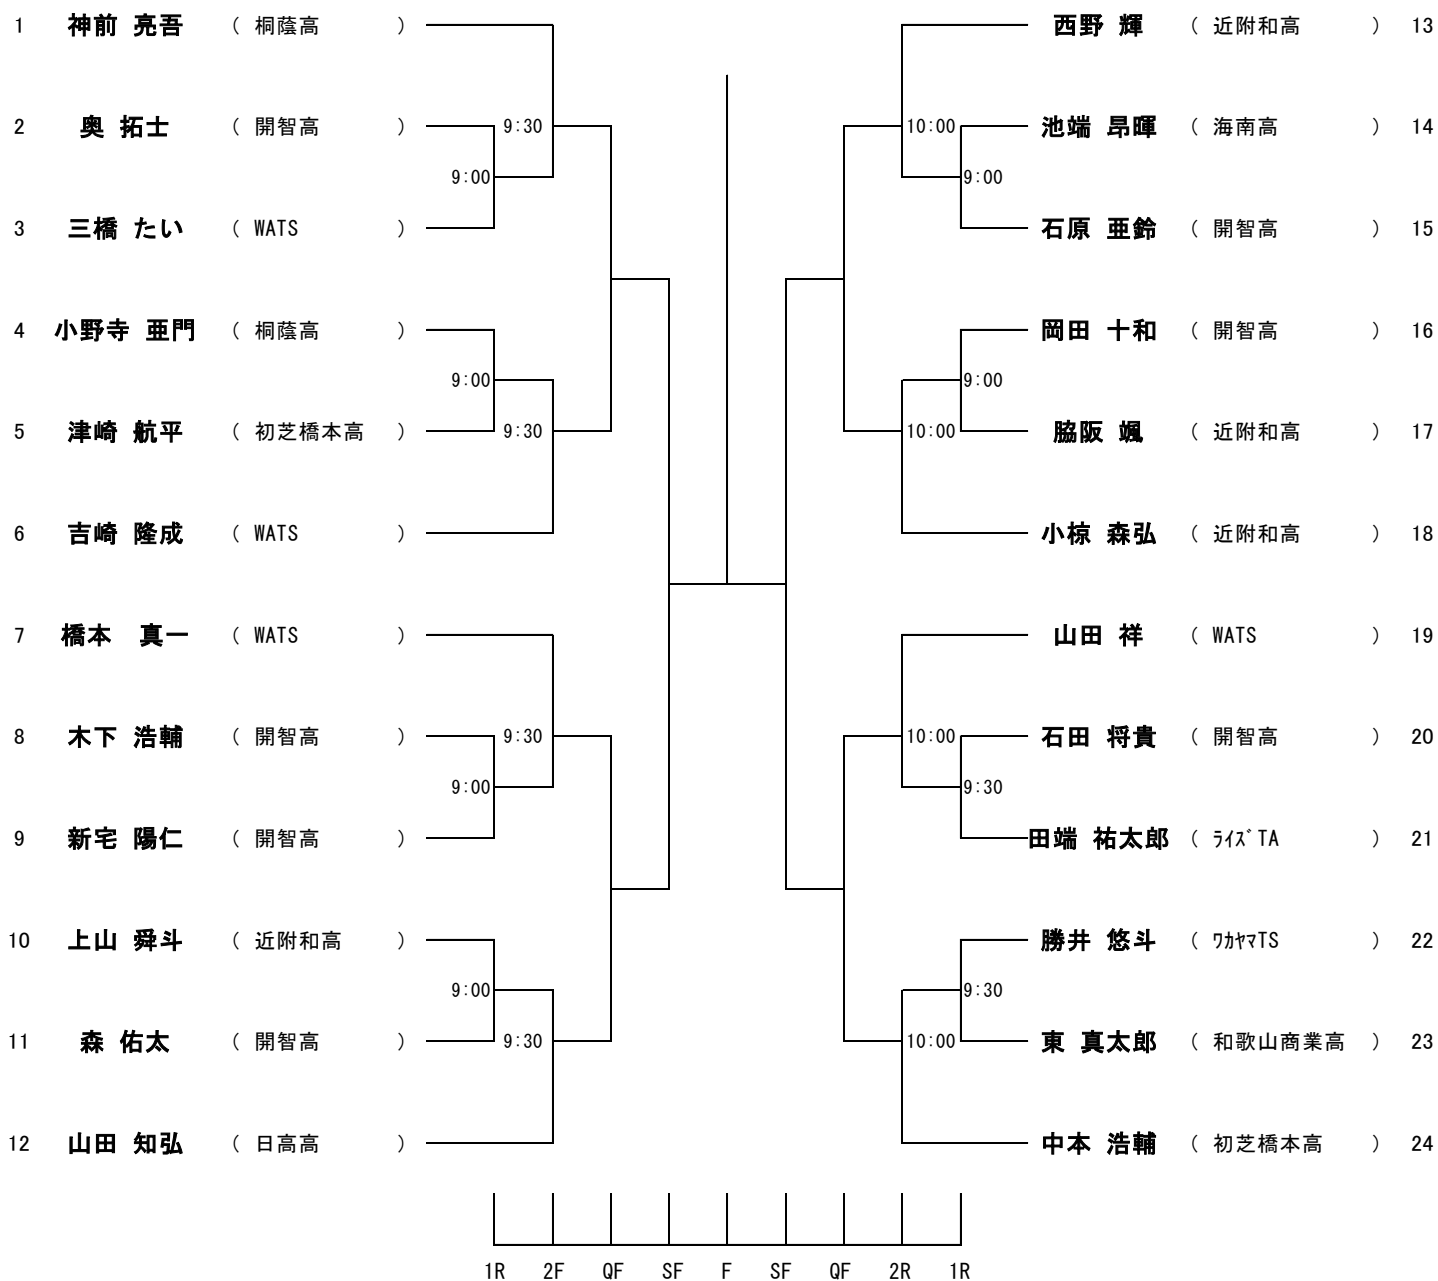 1 神前 亮吾 （ 桐蔭高 ） 西野 輝 （ 近附和高 ） 13
2 奥 拓士 （ 開智高 ） 9:30 10:00 池端 昂暉 （ 海南高 ） 14
9:00 9:00
3 三橋 たい （ WATS ） 石原 亜鈴 （ 開智高 ） 15
4 小野寺 亜門 （ 桐蔭高 ） 岡田 十和 （ 開智高 ） 16
9:00 9:00
5 津崎 航平 （ 初芝橋本高 ） 9:30 10:00 脇阪 颯 （ 近附和高 ） 17
6 吉崎 隆成 （ WATS ） 小椋 森弘 （ 近附和高 ） 18
7 橋本　真一 （ WATS ） 山田 祥 （ WATS ） 19
8 木下 浩輔 （ 開智高 ） 9:30 10:00 石田 将貴 （ 開智高 ） 20
9:00 9:30
9 新宅 陽仁 （ 開智高 ） 田端 祐太郎 （ ﾗｲｽﾞTA ） 21
10 上山 舜斗 （ 近附和高 ） 勝井 悠斗 （ ﾜｶﾔﾏTS ） 22
9:00 9:30
11 森 佑太 （ 開智高 ） 9:30 10:00 東 真太郎 （ 和歌山商業高 ） 23
12 山田 知弘 （ 日高高 ） 中本 浩輔 （ 初芝橋本高 ） 24
1R 2F QF SF F SF QF 2R 1R